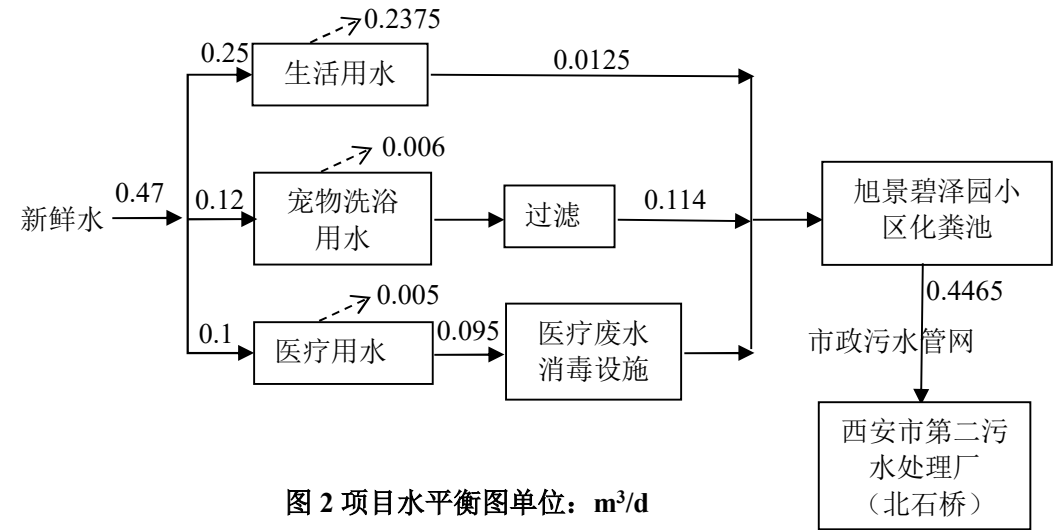 0.2375
0.25
生活用水
0.0125
0.006
新鲜水
0.47
0.12
宠物洗浴
用水
过滤
0.114
旭景碧泽园小
区化粪池
0.005
0.1
医疗用水
0.095
医疗废水
消毒设施
0.4465
市政污水管网
西安市第二污
水处理厂
（北石桥）
图 2 项目水平衡图单位：m³/d